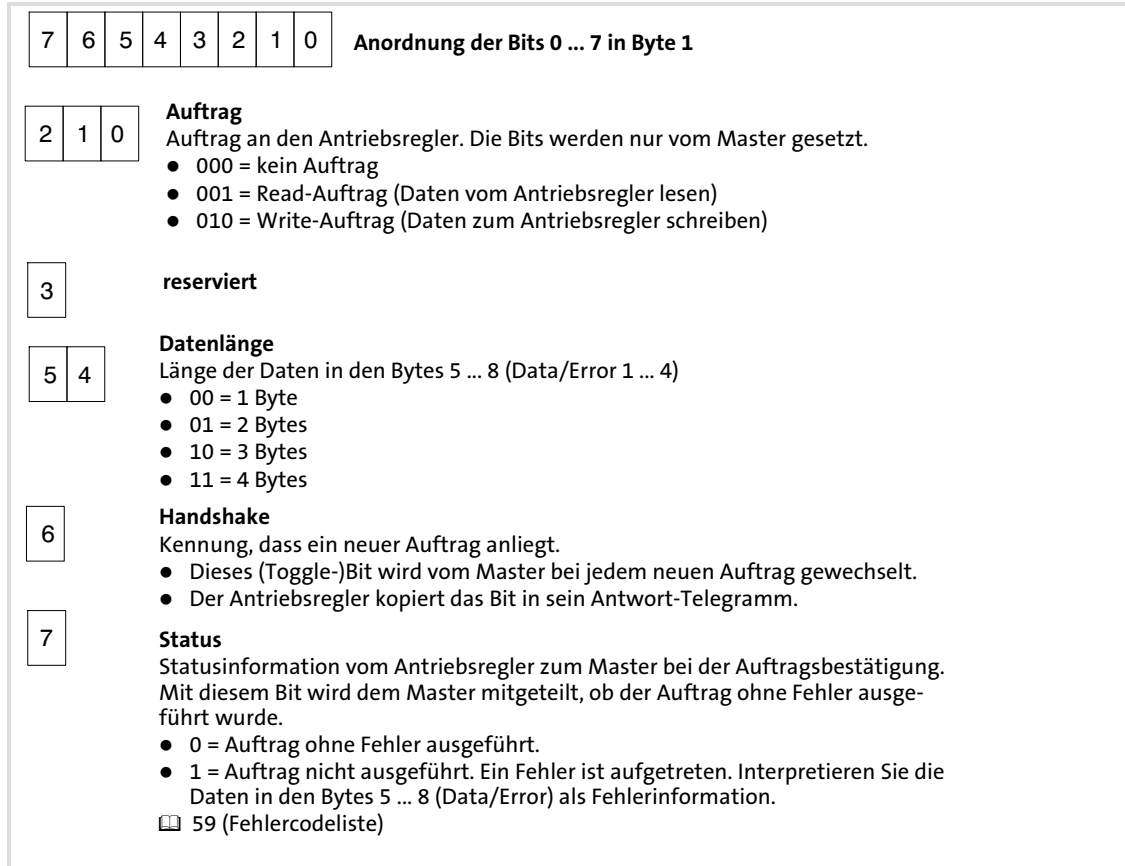 7 6 5 4 3 2 1 0 Anordnung der Bits 0 ... 7 in Byte 1
Auftrag
2 1 0 Auftrag an den Antriebsregler. Die Bits werden nur vom Master gesetzt.
● 000 = kein Auftrag
● 001 = Read-Auftrag (Daten vom Antriebsregler lesen)
● 010 = Write-Auftrag (Daten zum Antriebsregler schreiben)
3 reserviert
Datenlänge
5 4 Länge der Daten in den Bytes 5 ... 8 (Data/Error 1 ... 4)
● 00 = 1 Byte
● 01 = 2 Bytes
● 10 = 3 Bytes
● 11 = 4 Bytes
Handshake
6 Kennung, dass ein neuer Auftrag anliegt.
● Dieses (Toggle-)Bit wird vom Master bei jedem neuen Auftrag gewechselt.
● Der Antriebsregler kopiert das Bit in sein Antwort-Telegramm.
7 Status
Statusinformation vom Antriebsregler zum Master bei der Auftragsbestätigung.
Mit diesem Bit wird dem Master mitgeteilt, ob der Auftrag ohne Fehler ausge-
führt wurde.
● 0 = Auftrag ohne Fehler ausgeführt.
● 1 = Auftrag nicht ausgeführt. Ein Fehler ist aufgetreten. Interpretieren Sie die
Daten in den Bytes 5 ... 8 (Data/Error) als Fehlerinformation.
🕮 59 (Fehlercodeliste)